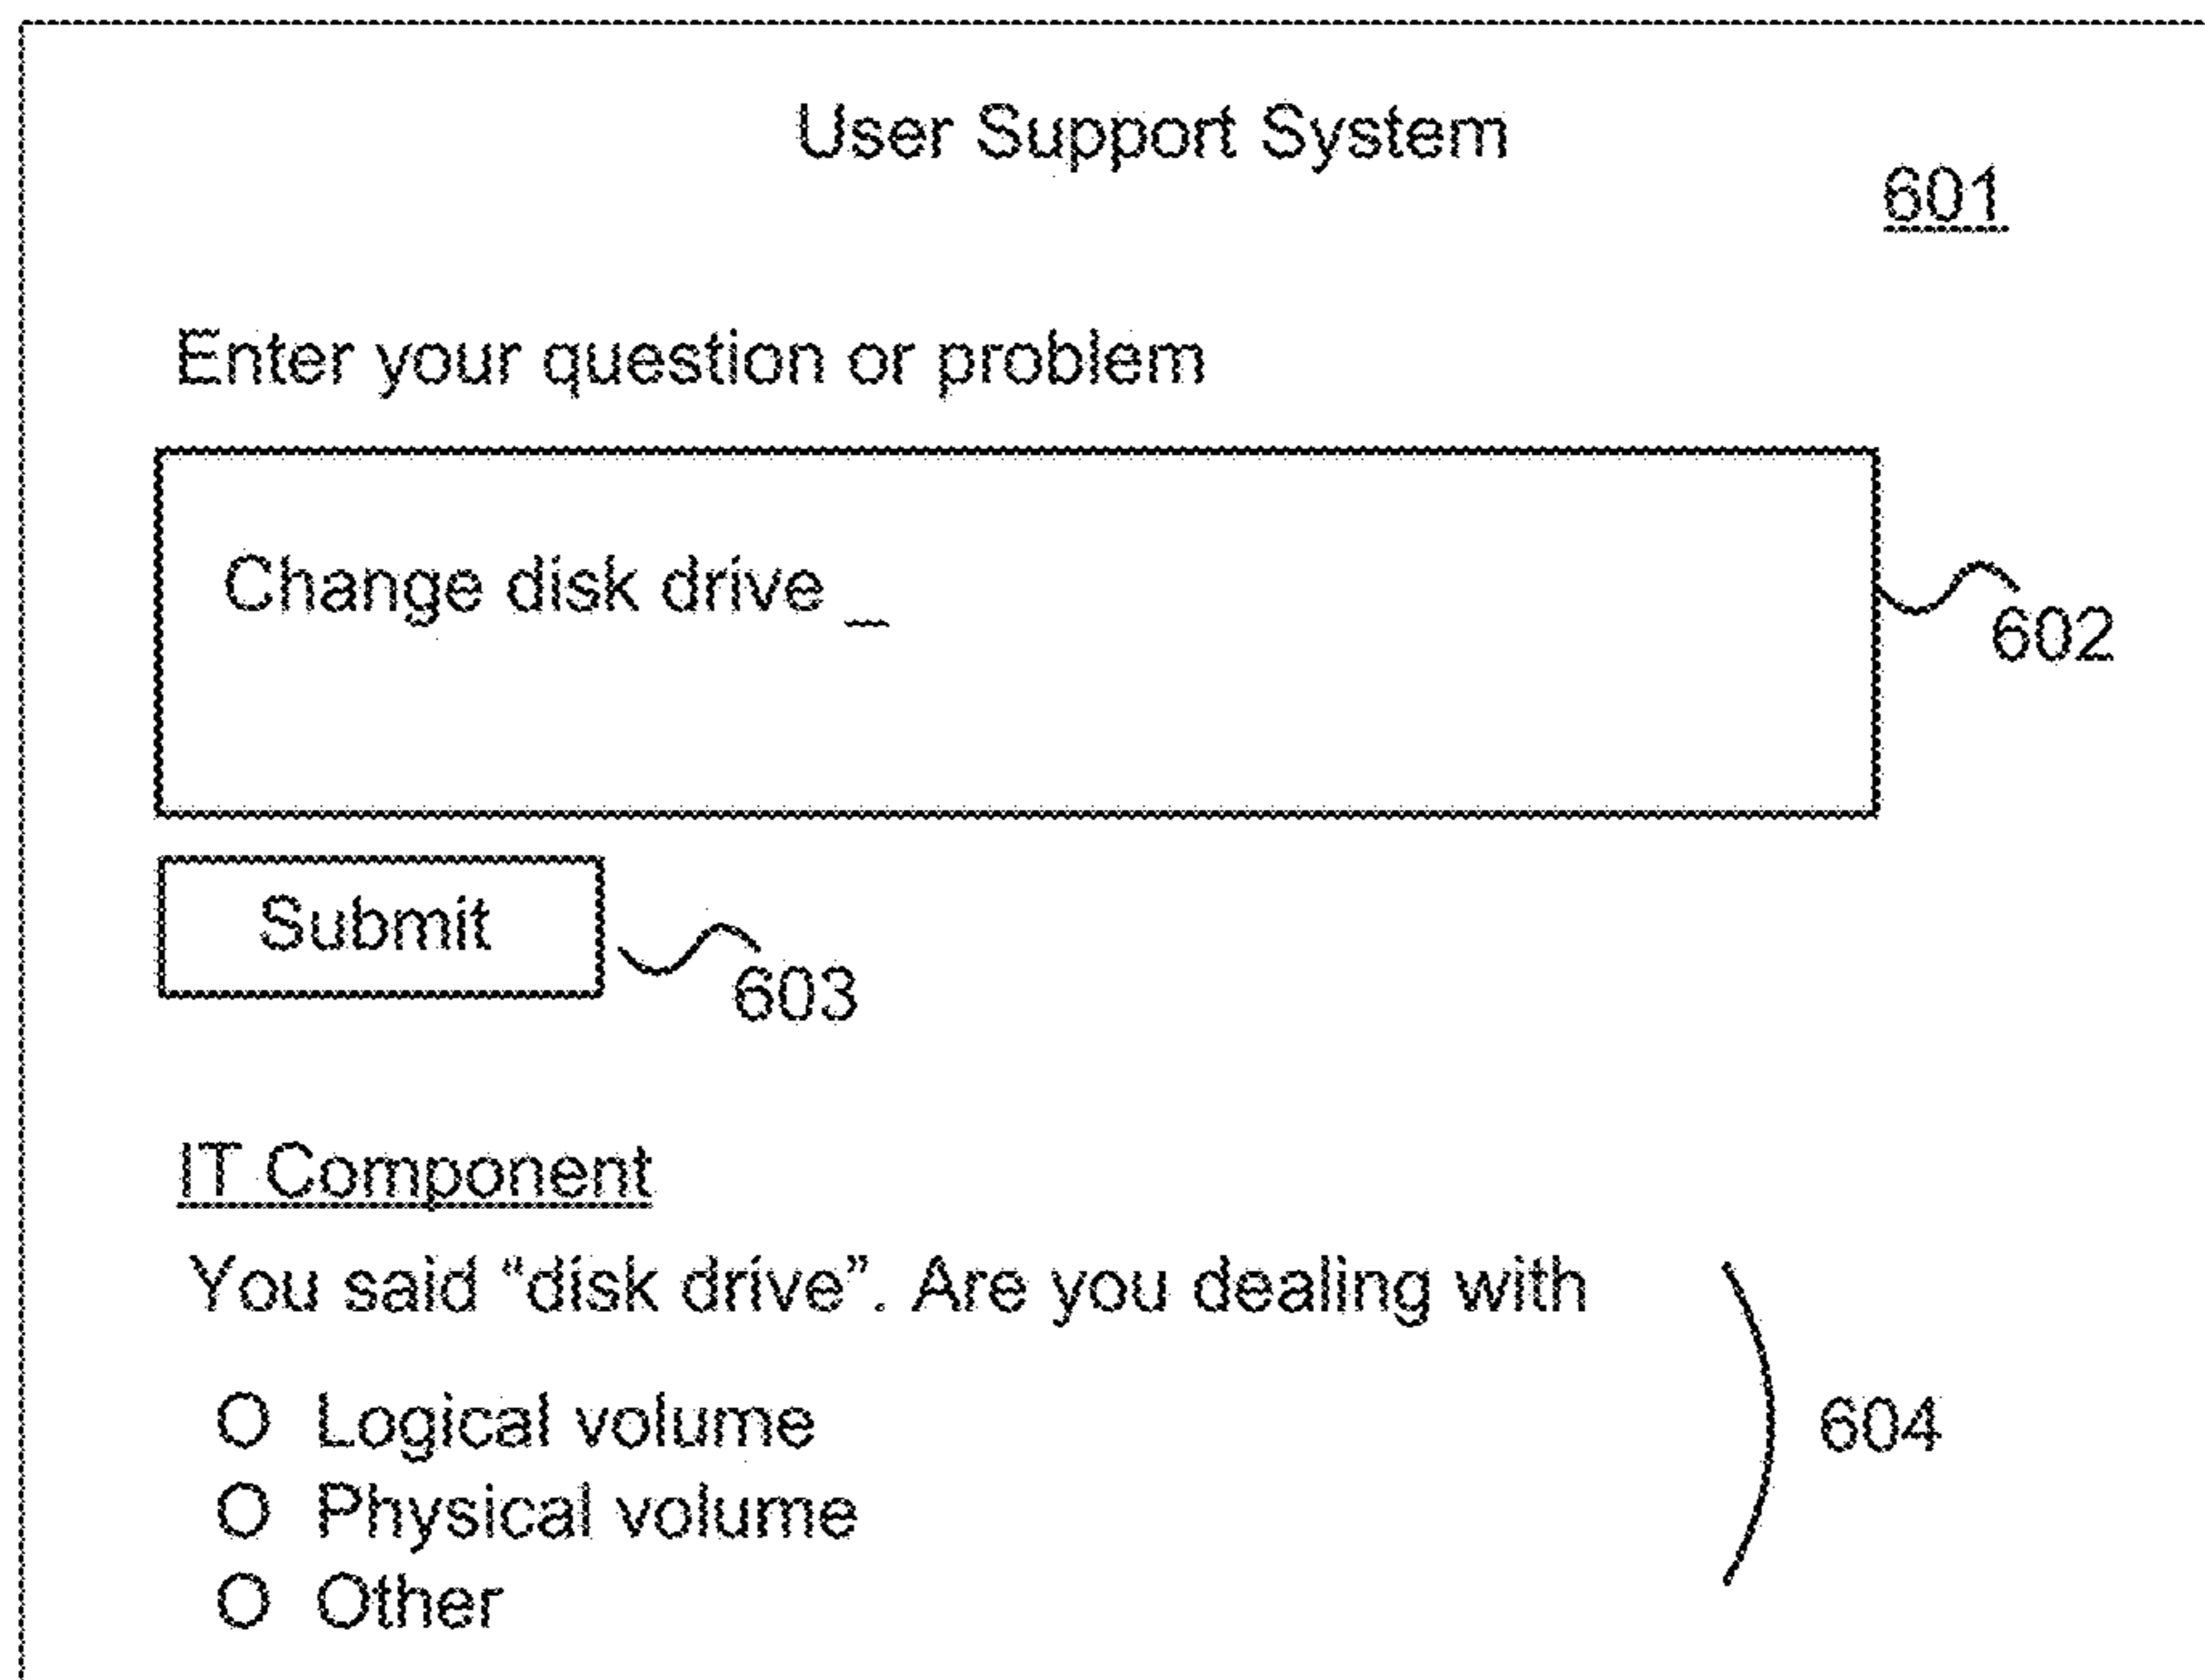 User Support System
601
Enter your question or problem
Change disk drive _
602
Submit
603
IT Component
You said “disk drive”. Are you dealing with
O Logical volume
O Physical volume
O Other
604